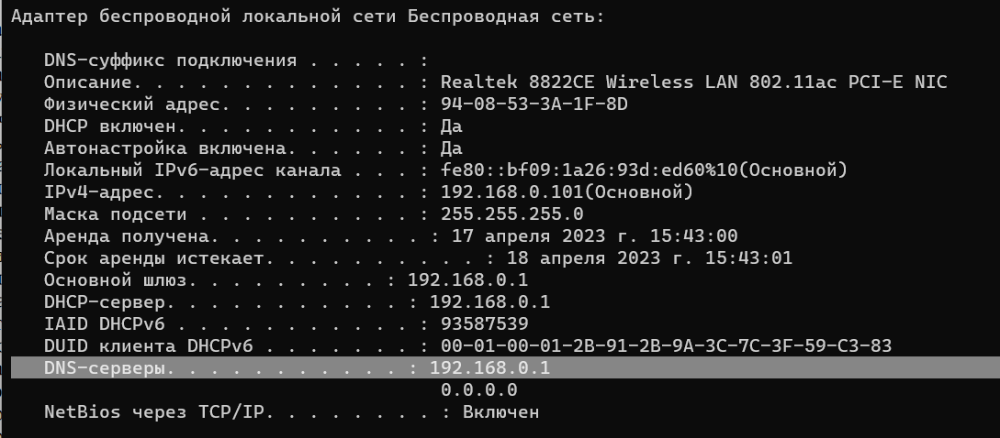 Адаптер беспроводной локальной сети Беспроводная сеть:
DNS-суффикс подключения . . . . . :
Описание. . . . . . . . . . . . . : Realtek 8822CE Wireless LAN 802.11ac PCI-E NIC
Физический адрес. . . . . . . . . : 94-08-53-3A-1F-8D
DHCP включен. . . . . . . . . . . : Да
Автонастройка включена. . . . . . : Да
Локальный IPv6-адрес канала . . . : fe80::bf09:1a26:93d:ed60%10(Основной)
IPv4-адрес. . . . . . . . . . . . : 192.168.0.101(Основной)
Маска подсети . . . . . . . . . . : 255.255.255.0
Аренда получена. . . . . . . . . . : 17 апреля 2023 г. 15:43:00
Срок аренды истекает. . . . . . . . . . : 18 апреля 2023 г. 15:43:01
Основной шлюз. . . . . . . . . : 192.168.0.1
DHCP-сервер. . . . . . . . . . . : 192.168.0.1
IAID DHCPv6 . . . . . . . . . . . : 93587539
DUID клиента DHCPv6 . . . . . . . : 00-01-00-01-2B-91-2B-9A-3C-7C-3F-59-C3-83
DNS-серверы. . . . . . . . . . . : 192.168.0.1
0.0.0.0
NetBios через TCP/IP. . . . . . . . : Включен